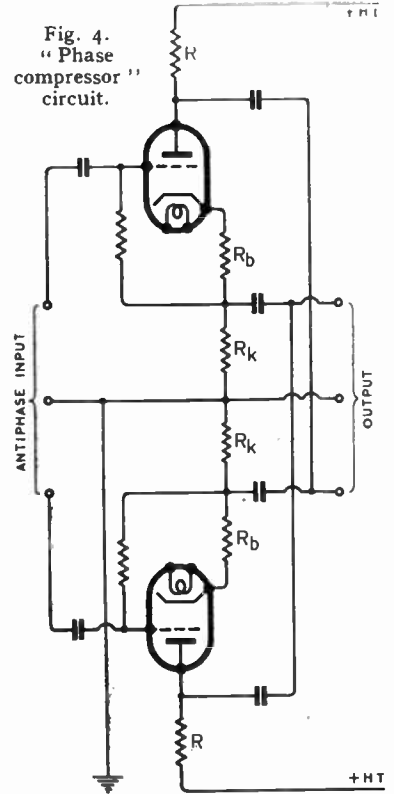 +HT
Fig. 4.
“ Phase
compressor ”
circuit.
R
Rb
Rk
ANTIPHASE INPUT
OUTPUT
Rk
Rb
R
+HT